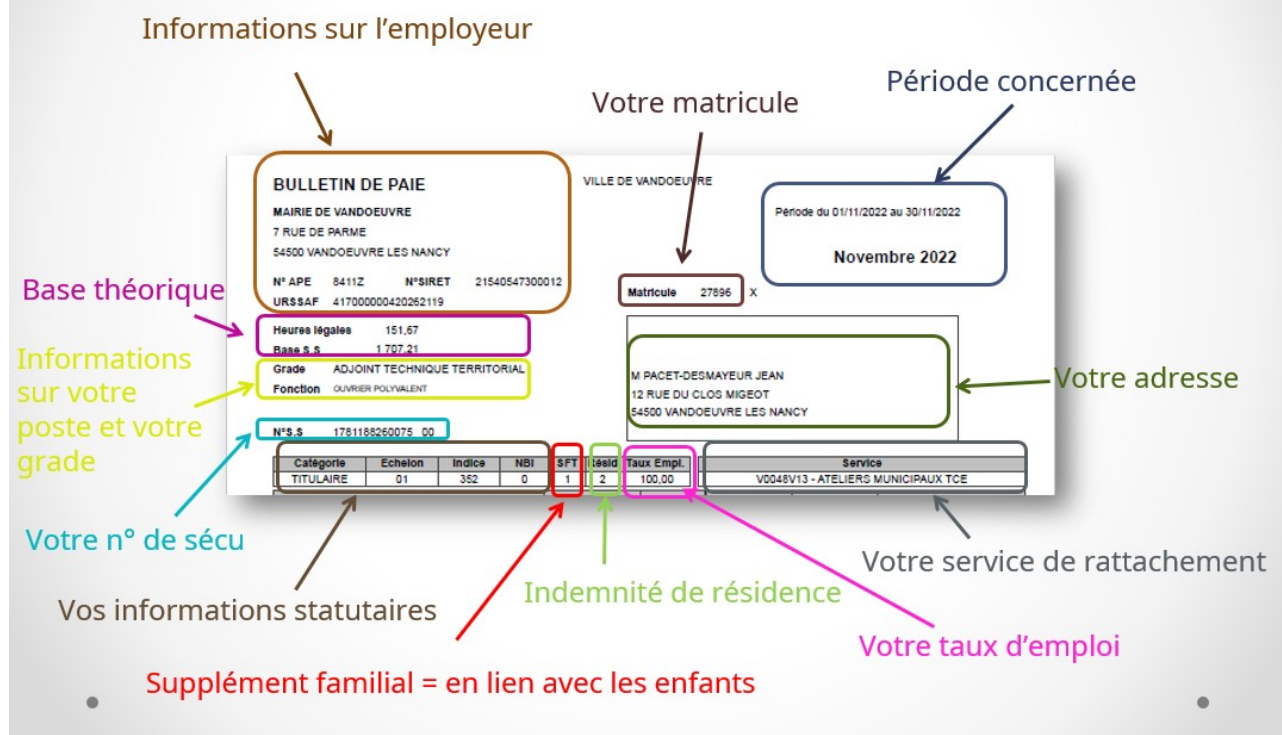 Informations sur l'employeur
Votre matricule
Période concernée
BULLETIN DE PAIE
VILLE DE VANDOEUVRE
MAIRIE DE VANDOEUVRE
7 RUE DE PARME
54500 VANDOEUVRE LES NANCY
Période du 01/11/2022 au 30/11/2022
Novembre 2022
N° APE 8411Z N°SIRET 21540547300012
URSSAF 417000000420262119
Matricule 27896 X
Base théorique
Heures légales 151,67
Base S.S 1 707,21
Informations
sur votre
poste et votre
grade
Grade ADJOINT TECHNIQUE TERRITORIAL
Fonction OUVRIER POLYVALENT
M PACET-DESMAYEUR JEAN
12 RUE DU CLOS MIGEOT
54500 VANDOEUVRE LES NANCY
Votre adresse
N°S.S 1781188260075 00
Catégorie Echelon Indice NBI SFT Résid Taux Empl. Service
TITULAIRE 01 352 0 1 2 100,00 V0048V13 - ATELIERS MUNICIPAUX TCE
Votre n° de sécu
Votre service de rattachement
Vos informations statutaires
Indemnité de résidence
Votre taux d'emploi
Supplément familial = en lien avec les enfants